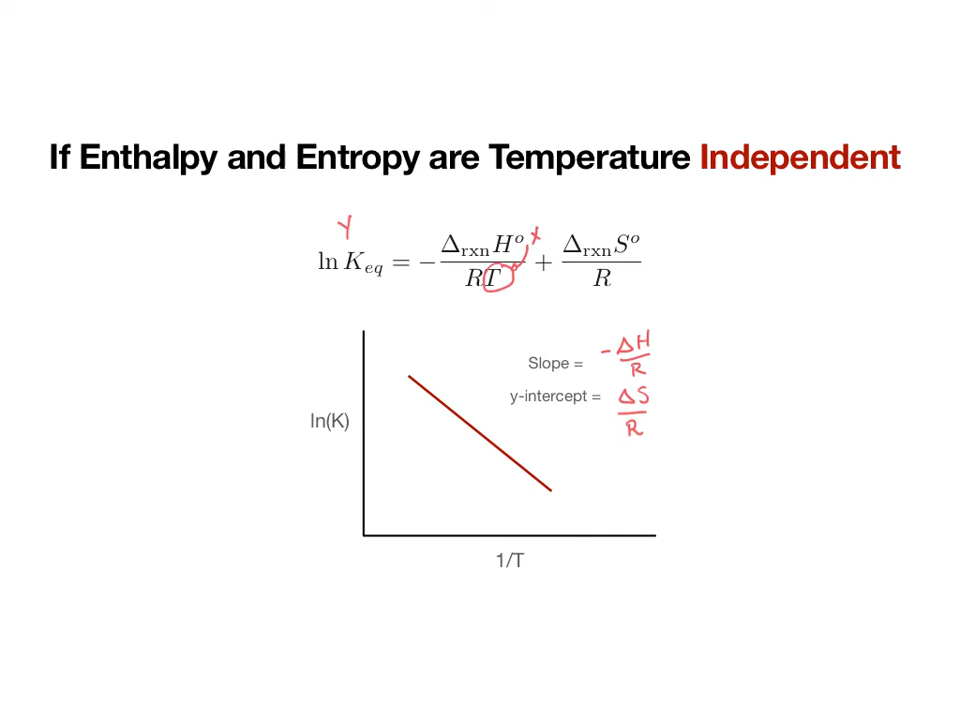 If Enthalpy and Entropy are Temperature Independent
Y
x
ln K_eq = − Δ_rxn H^o / RT + Δ_rxn S^o / R
Slope = -ΔH/R
y-intercept = ΔS/R
ln(K)
1/T